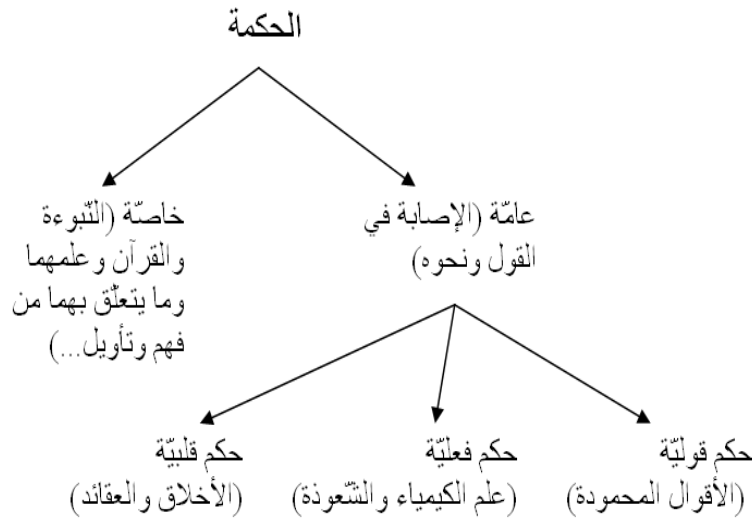 الحكمة
عامّة (الإصابة في
القول ونحوه)
خاصّة (النّبوءة
والقرآن وعلمهما
وما يتعلّق بهما من
فهم وتأويل...)
حكم قوليّة
(الأقوال المحمودة)
حكم فعليّة
(علم الكيمياء والشّعوذة)
حكم قلبيّة
(الأخلاق والعقائد)